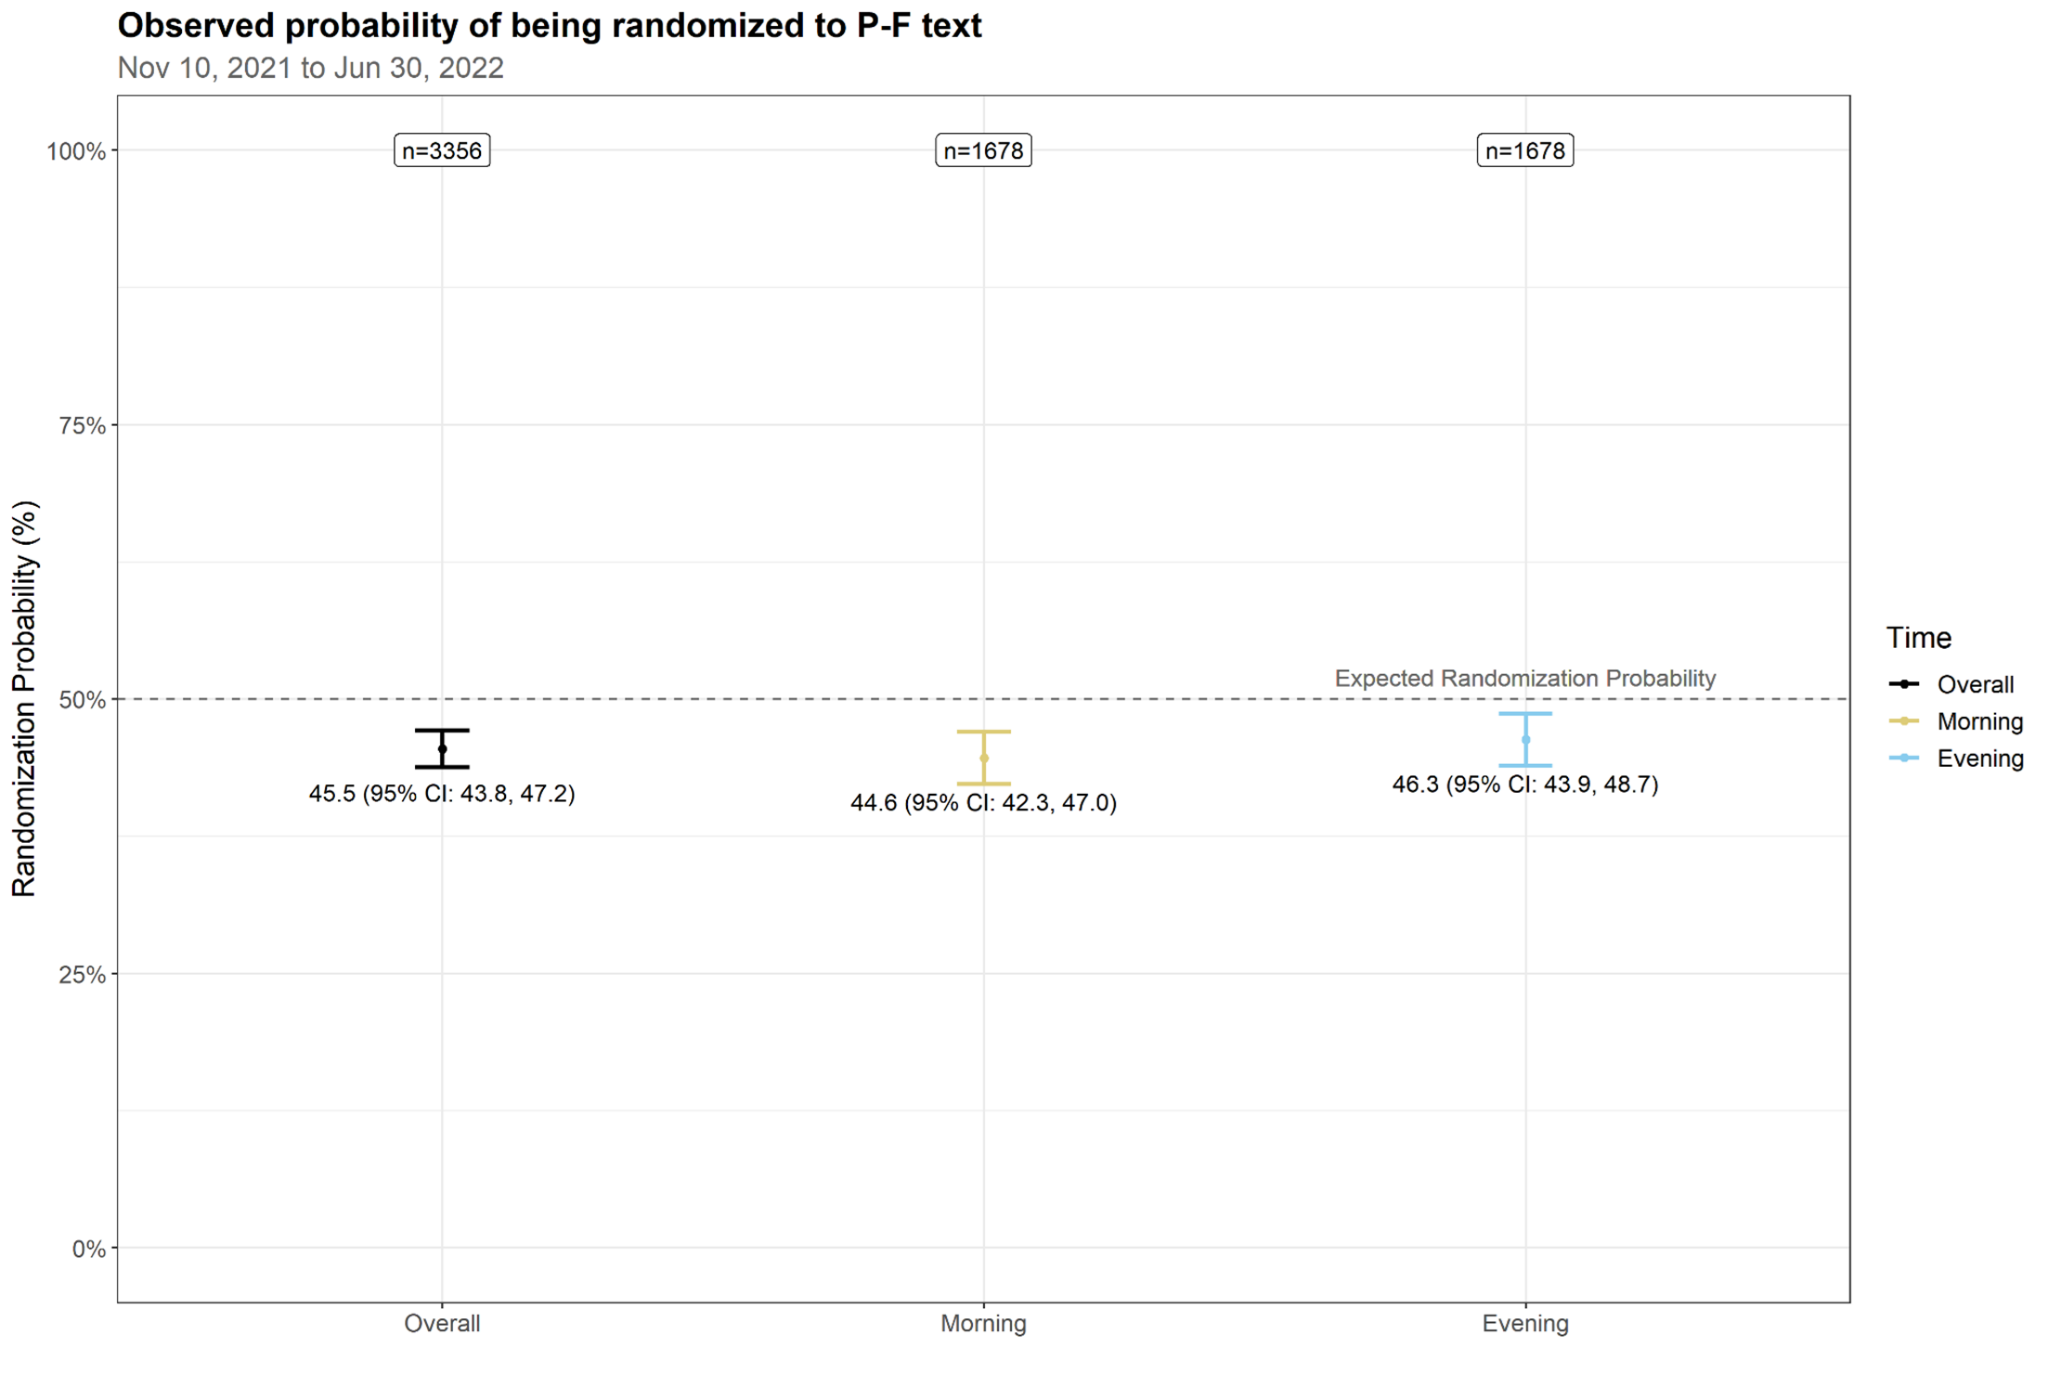 Observed probability of being randomized to P-F text
Nov 10, 2021 to Jun 30, 2022
Randomization Probability (%)
100%
75%
50%
25%
0%
n=3356
n=1678
n=1678
Expected Randomization Probability
45.5 (95% CI: 43.8, 47.2)
44.6 (95% CI: 42.3, 47.0)
46.3 (95% CI: 43.9, 48.7)
Overall
Morning
Evening
Time
Overall
Morning
Evening